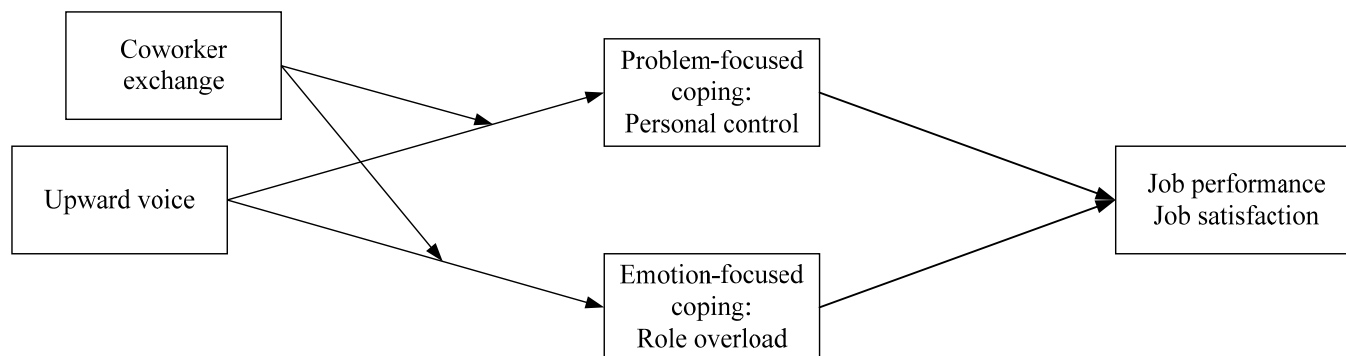 Coworker
exchange
Upward voice
Problem-focused
coping:
Personal control
Emotion-focused
coping:
Role overload
Job performance
Job satisfaction